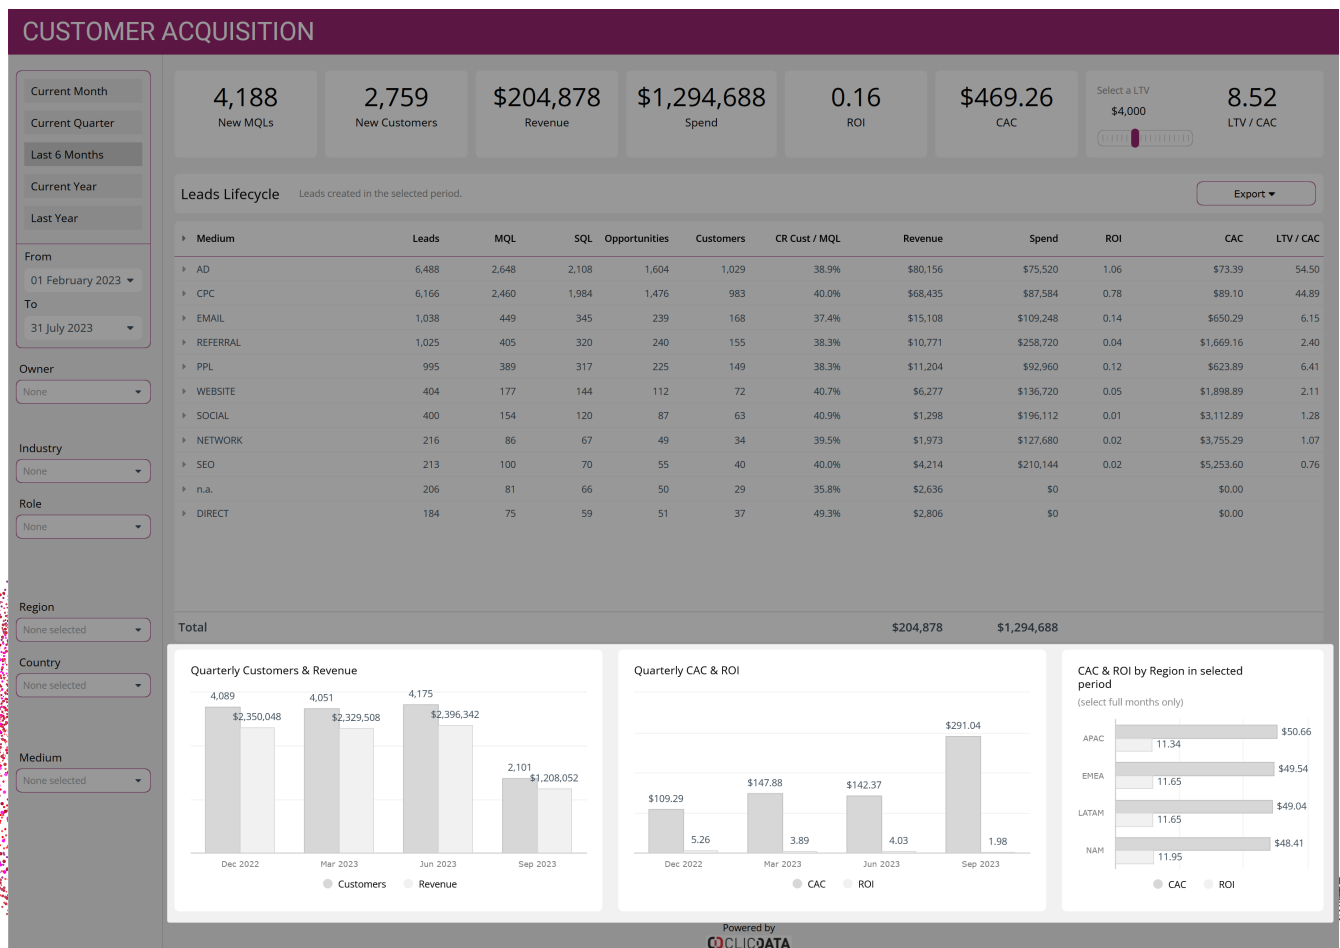 CUSTOMER ACQUISITION
Current Month
Current Quarter
Last 6 Months
Current Year
Last Year
From
01 February 2023
To
31 July 2023
Owner
None
Industry
None
Role
None
Region
None selected
Country
None selected
Medium
None selected
4,188
New MQLs
2,759
New Customers
$204,878
Revenue
$1,294,688
Spend
0.16
ROI
$469.26
CAC
Select a LTV
$4,000
8.52
LTV / CAC
Leads Lifecycle Leads created in the selected period.
Export
Medium Leads MQL SQL Opportunities Customers CR Cust / MQL Revenue Spend ROI CAC LTV / CAC
AD 6,488 2,648 2,108 1,604 1,029 38.9% $80,156 $75,520 1.06 $73.39 54.50
CPC 6,166 2,460 1,984 1,476 983 40.0% $68,435 $87,584 0.78 $89.10 44.89
EMAIL 1,038 449 345 239 168 37.4% $15,108 $109,248 0.14 $650.29 6.15
REFERRAL 1,025 405 320 240 155 38.3% $10,771 $258,720 0.04 $1,669.16 2.40
PPL 995 389 317 225 149 38.3% $11,204 $92,960 0.12 $623.89 6.41
WEBSITE 404 177 144 112 72 40.7% $6,277 $136,720 0.05 $1,898.89 2.11
SOCIAL 400 154 120 87 63 40.9% $1,298 $196,112 0.01 $3,112.89 1.28
NETWORK 216 86 67 49 34 39.5% $1,973 $127,680 0.02 $3,755.29 1.07
SEO 213 100 70 55 40 40.0% $4,214 $210,144 0.02 $5,253.60 0.76
n.a. 206 81 66 50 29 35.8% $2,636 $0 $0.00
DIRECT 184 75 59 51 37 49.3% $2,806 $0 $0.00
Total $204,878 $1,294,688
Quarterly Customers & Revenue
4,089 4,051 4,175
$2,350,048 $2,329,508 $2,396,342
2,101
$1,208,052
Dec 2022 Mar 2023 Jun 2023 Sep 2023
Customers Revenue
Quarterly CAC & ROI
$291.04
$147.88 $142.37
$109.29
5.26 3.89 4.03 1.98
Dec 2022 Mar 2023 Jun 2023 Sep 2023
CAC ROI
CAC & ROI by Region in selected
period
(select full months only)
APAC $50.66
11.34
EMEA $49.54
11.65
LATAM $49.04
11.65
NAM $48.41
11.95
CAC ROI
Powered by
CLICDATA